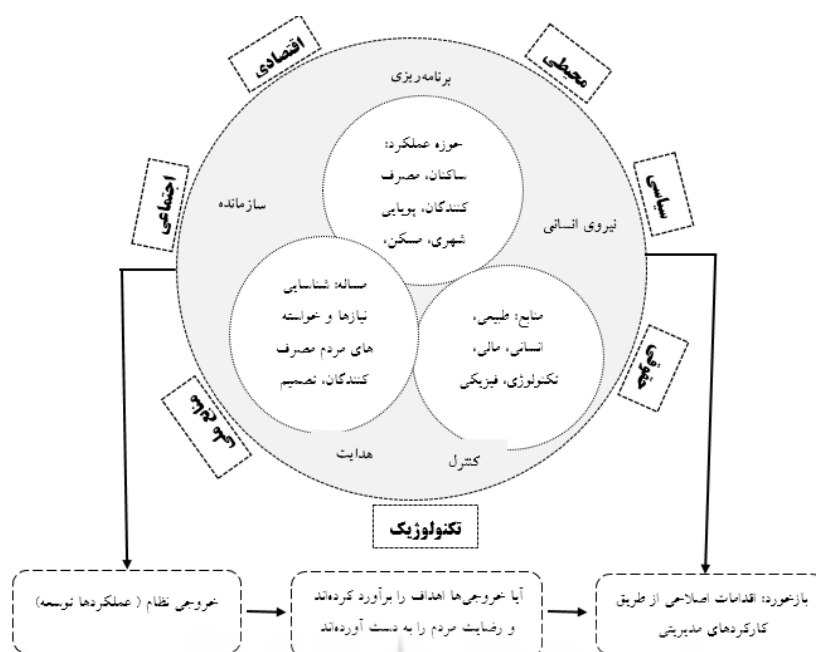 اقتصادی
محیطی
برنامه‌ریزی
حوزه عملکرد:
ساکنان، مصرف
کنندگان، پویایی
شهری، مسکن،
اجتماعی
سازمانده
سیاسی
نیروی انسانی
مساله: شناسایی
نیازها و خواسته
های مردم مصرف
کنندگان، تصمیم
منابع: طبیعی،
انسانی، مالی،
تکنولوژی، فیزیکی
حقوقی
منابع ملی
هدایت
کنترل
تکنولوژیک
خروجی نظام ( عملکردها توسعه)
آیا خروجی‌ها اهداف را برآورد کرده‌اند
و رضایت مردم را به دست آورده‌اند
بازخورد: اقدامات اصلاحی از طریق
کارکردهای مدیریتی